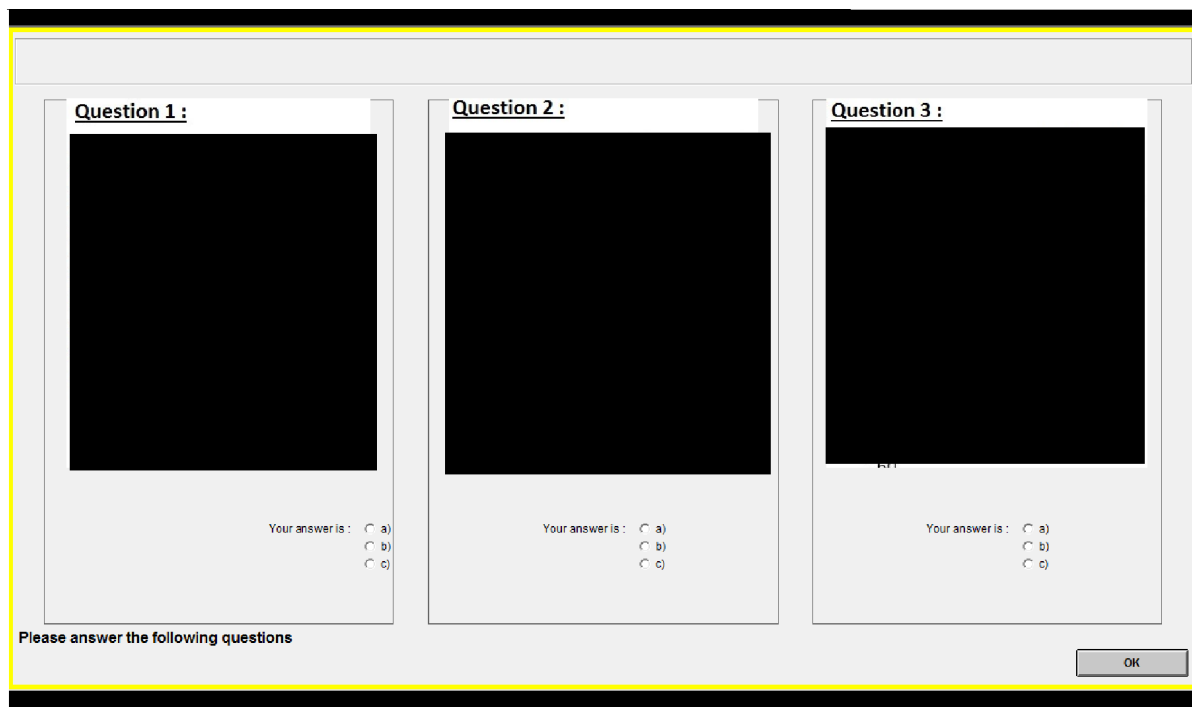 Question 1 :
Question 2 :
Question 3 :
Your answer is :
a)
b)
c)
Your answer is :
a)
b)
c)
Your answer is :
a)
b)
c)
Please answer the following questions
OK